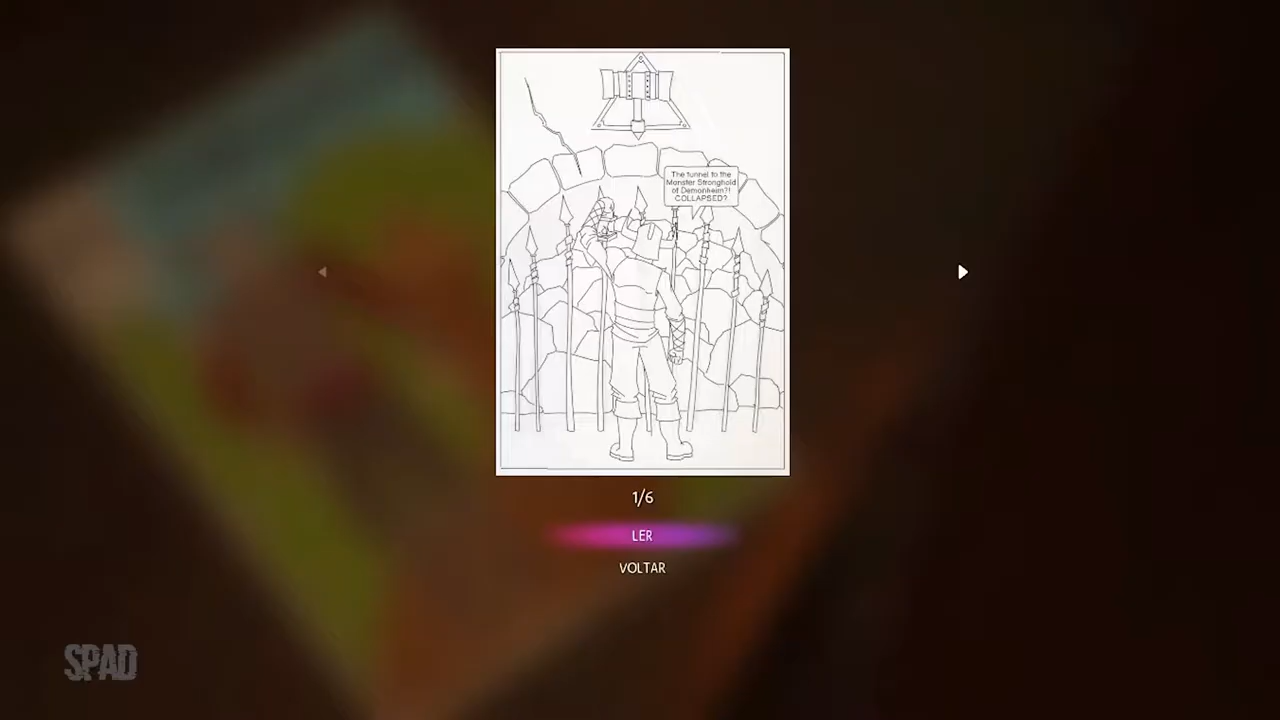 The tunnel to the
Monster Stronghold
of Demonheim?!
COLLAPSED?
1/6
LER
VOLTAR
SPAD